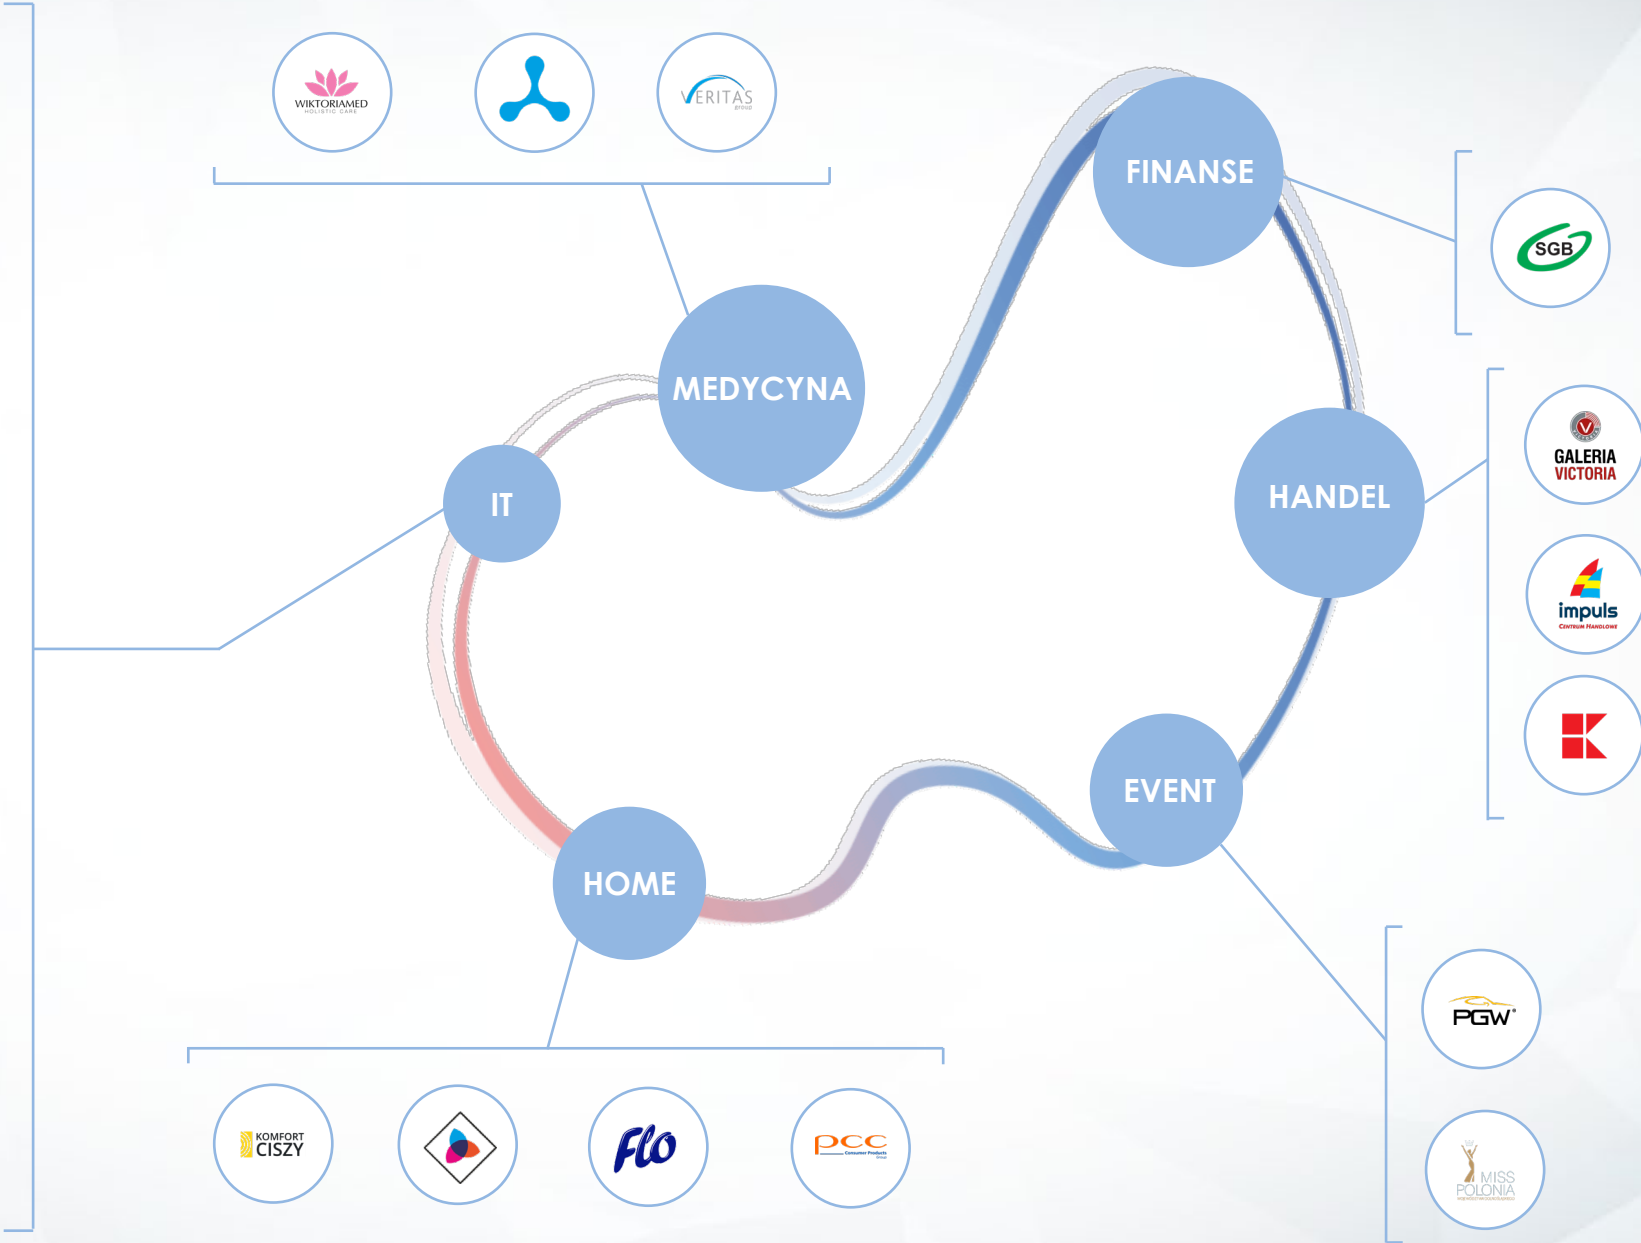 WIKTORIAMED
HOLISTIC CARE
VERITAS
group
FINANSE
SGB
MEDYCYNA
GALERIA
VICTORIA
IT
HANDEL
impuls
CENTRUM HANDLOWE
EVENT
HOME
PGW
KOMFORT
CISZY
Flo
pcc
Consumer Products
Group
MISS
POLONIA